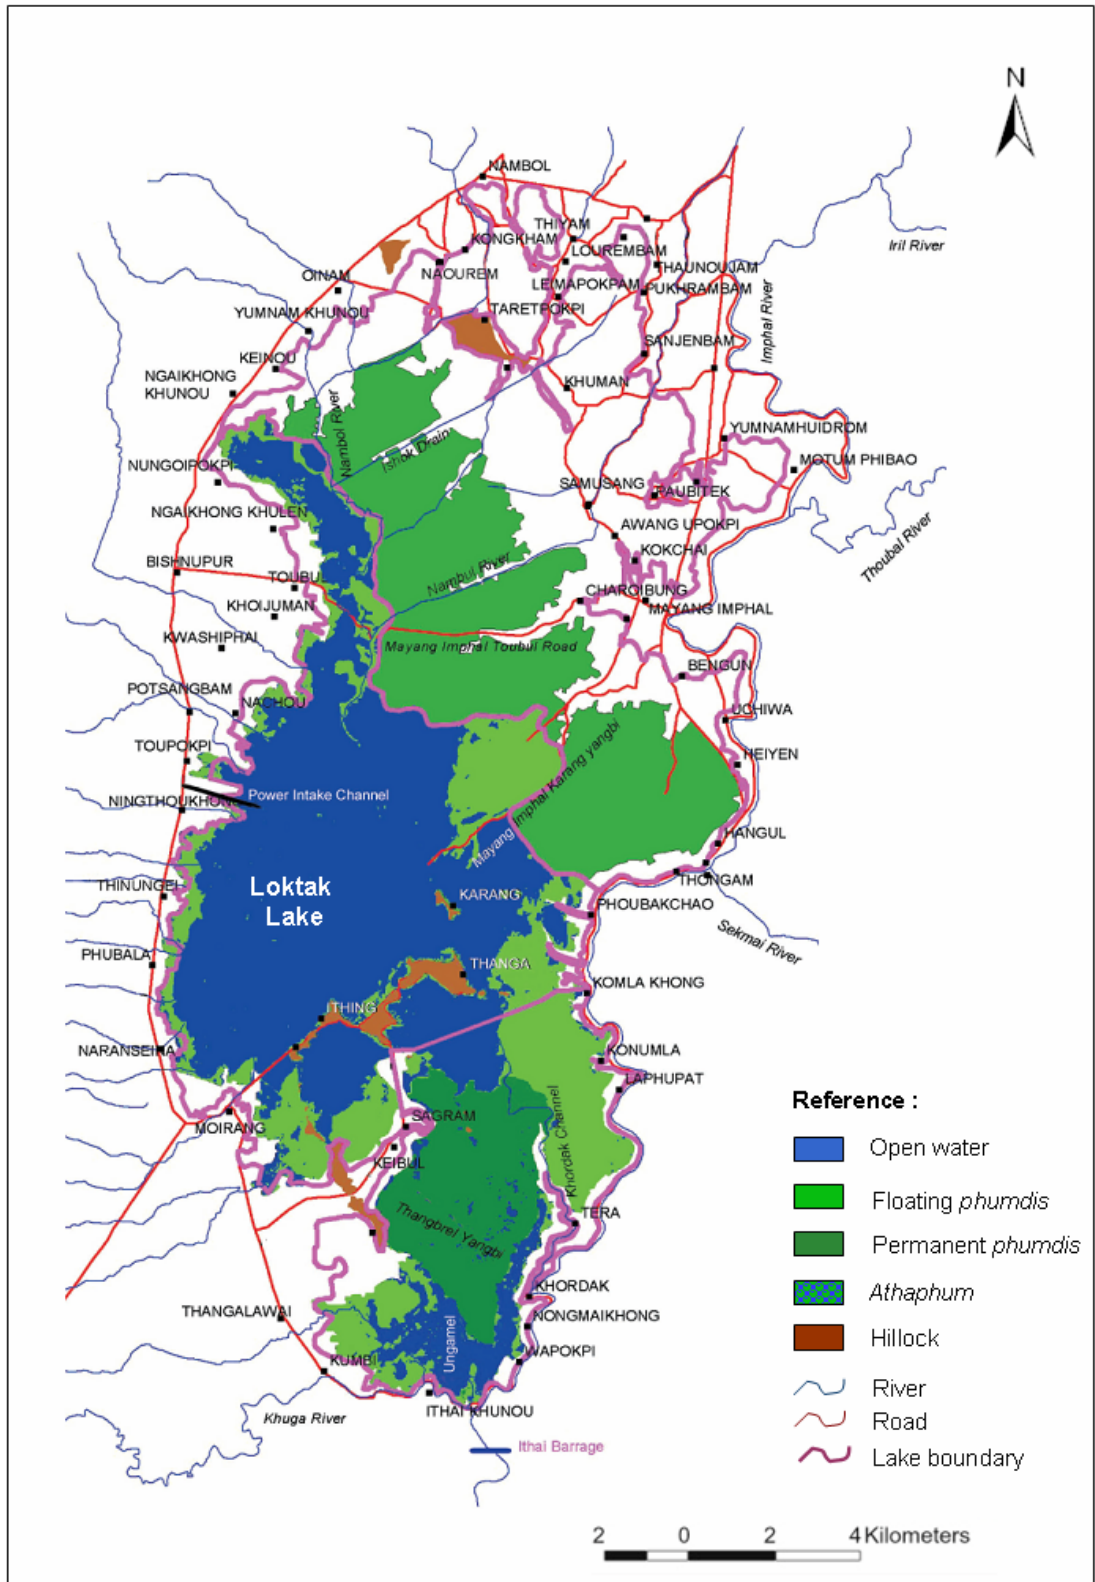 N
NAMBOL
THIYAM
KONGKHAM
LOUREMBAM
Iril River
NAOUREM
THAUNOUJAM
OINAM
LEIMAPOKPAM
PUKHRAMBAM
YUMNAM KHUNOU
TARETPOKPI
Imphal River
KEINOU
SANJENBAM
NGAIKHONG
KHUNOU
KHUMAN
Nambol River
YUMNAMHUIDROM
Ishok Drain
NUNGOIPOKPI
MOTUM PHIBAO
SAMUSANG
PAUBITEK
NGAIKHONG KHULEN
AWANG UPOKPI
Thoubal River
KOKCHAI
BISHNUPUR
TOUBUL
Nambul River
CHAROIBUNG
KHOIJUMAN
MAYANG IMPHAL
KWASHIPHAI
Mayang Imphal Toubul Road
BENGUN
POTSANGBAM
NACHOU
UCHIWA
TOUPOKPI
HEIYEN
Mayang Imphal Karang yangbi
NINGTHOUKHONG
Power Intake Channel
HANGUL
THINUNGEI
Loktak
Lake
KARANG
THONGAM
PHOUBAKCHAO
Sekmai River
PHUBALA
THANGA
KOMLA KHONG
ITHING
NARANSEINA
KONUMLA
LAPHUPAT
Reference :
MOIRANG
SAGRAM
KEIBUL
Khordak Channel
Open water
Floating phumdis
TERA
Thangbrel Yangbi
Permanent phumdis
KHORDAK
Athaphum
THANGALAWAI
NONGMAIKHONG
Hillock
Ungamel
WAPOKPI
KUMBI
River
ITHAI KHUNOU
Khuga River
Road
Ithai Barrage
Lake boundary
2 0 2 4 Kilometers